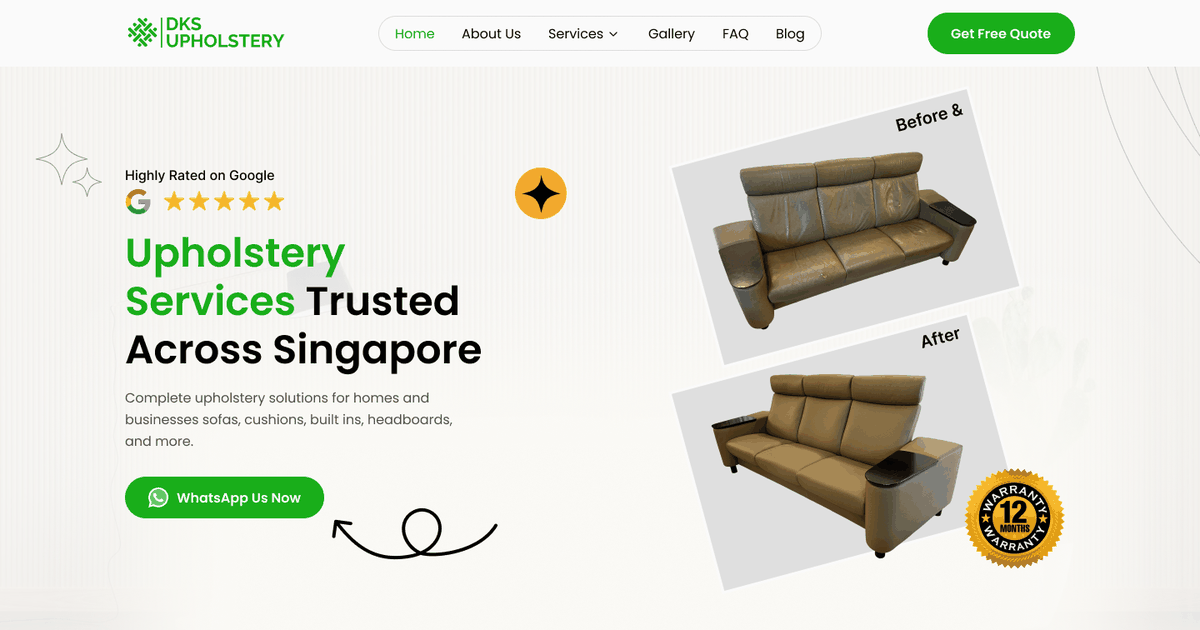 DKS
UPHOLSTERY
Home
About Us
Services
Gallery
FAQ
Blog
Get Free Quote
Highly Rated on Google
Upholstery
Services Trusted
Across Singapore
Complete upholstery solutions for homes and
businesses sofas, cushions, built ins, headboards,
and more.
WhatsApp Us Now
Before &
After
WARRANTY
12
MONTHS
WARRANTY